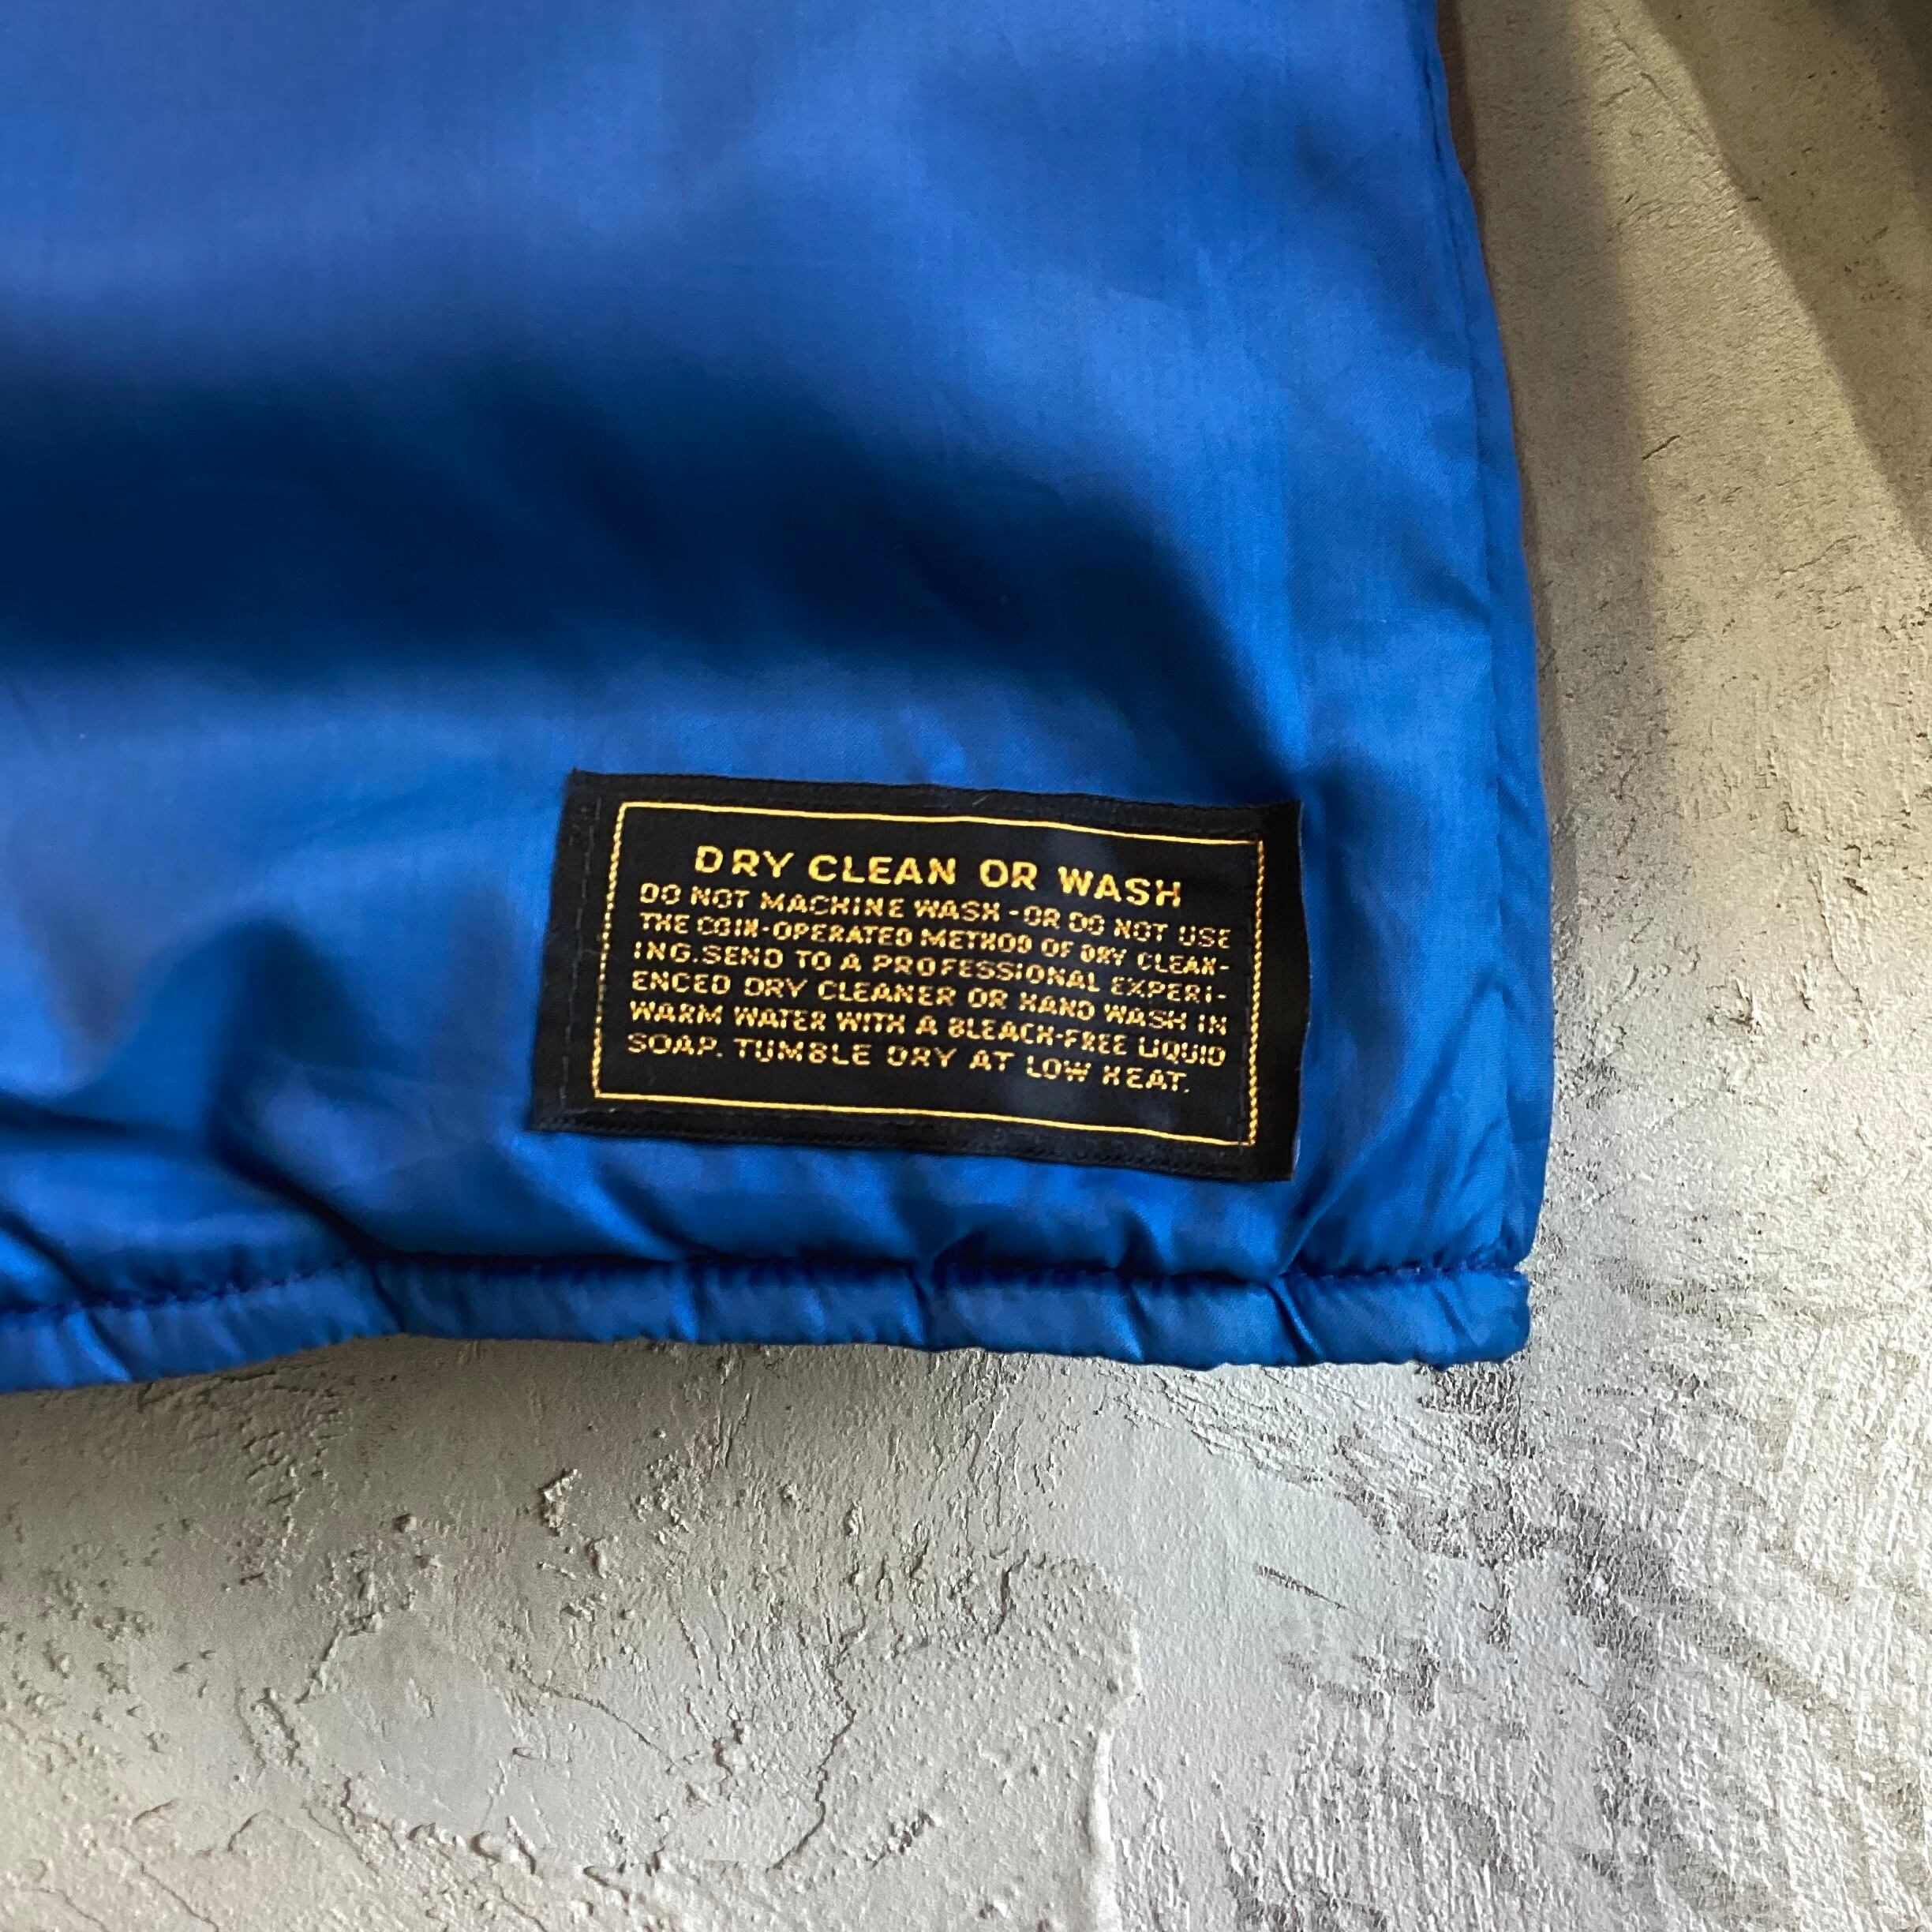 DRY CLEAN OR WASH
DO NOT MACHINE WASH - OR DO NOT USE
THE COIN-OPERATED METHOD OF DRY CLEAN-
ING. SEND TO A PROFESSIONAL EXPERI-
ENCED DRY CLEANER OR HAND WASH IN
WARM WATER WITH A BLEACH-FREE LIQUID
SOAP. TUMBLE DRY AT LOW HEAT.